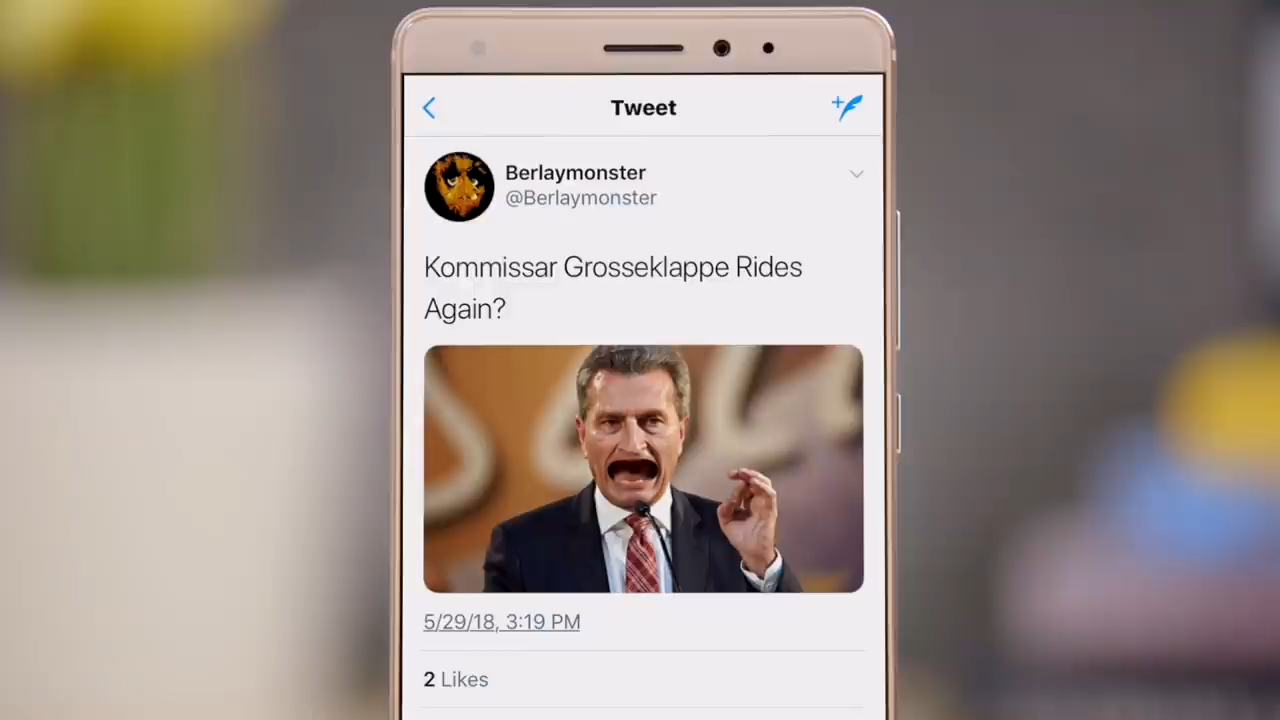 Tweet
Berlaymonster
@Berlaymonster
Kommissar Grosseklappe Rides
Again?
5/29/18, 3:19 PM
2 Likes